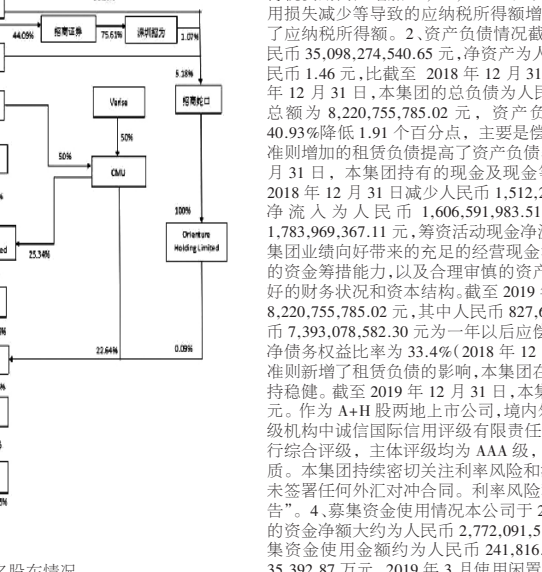 44.09%
招商证券
75.61%
深圳超为
1.07%
5.18%
招商蛇口
Verise
50%
50%
CMU
100%
Orienture
Holding Limited
ed
25.34%
22.64%
0.09%
用损失减少等导致的应纳税所得额增
了应纳税所得额。2、资产负债情况截
民币 35,098,274,540.65 元,净资产为人民
民币 1.46 元,比截至 2018 年 12 月 31
年 12 月 31 日,本集团的总负债为人民
总额为 8,220,755,785.02 元，资产负
40.93%降低 1.91 个百分点，主要是偿
准则增加的租赁负债提高了资产负债
月 31 日，本集团持有的现金及现金等
2018 年 12 月 31 日减少人民币 1,512,2
净流入为人民币 1,606,591,983.51
1,783,969,367.11 元,筹资活动现金净流
集团业绩向好带来的充足的经营现金
的资金筹措能力,以及合理审慎的资产
好的财务状况和资本结构。截至 2019 年
8,220,755,785.02 元,其中人民币 827,6
币 7,393,078,582.30 元为一年以后应偿
净债务权益比率为 33.4%(2018 年 12
准则新增了租赁负债的影响,本集团在
持稳健。截至 2019 年 12 月 31 日,本集
元。作为 A+H 股两地上市公司,境内外
级机构中诚信国际信用评级有限责任
行综合评级，主体评级均为 AAA 级，
质。本集团持续密切关注利率风险和
未签署任何外汇对冲合同。利率风险
告”。4、募集资金使用情况本公司于 2
的资金净额大约为人民币 2,772,091,5
集资金使用金额约为人民币 241,816,
35,392.87 万元。2019 年 3 月使用闲置
名股东情况